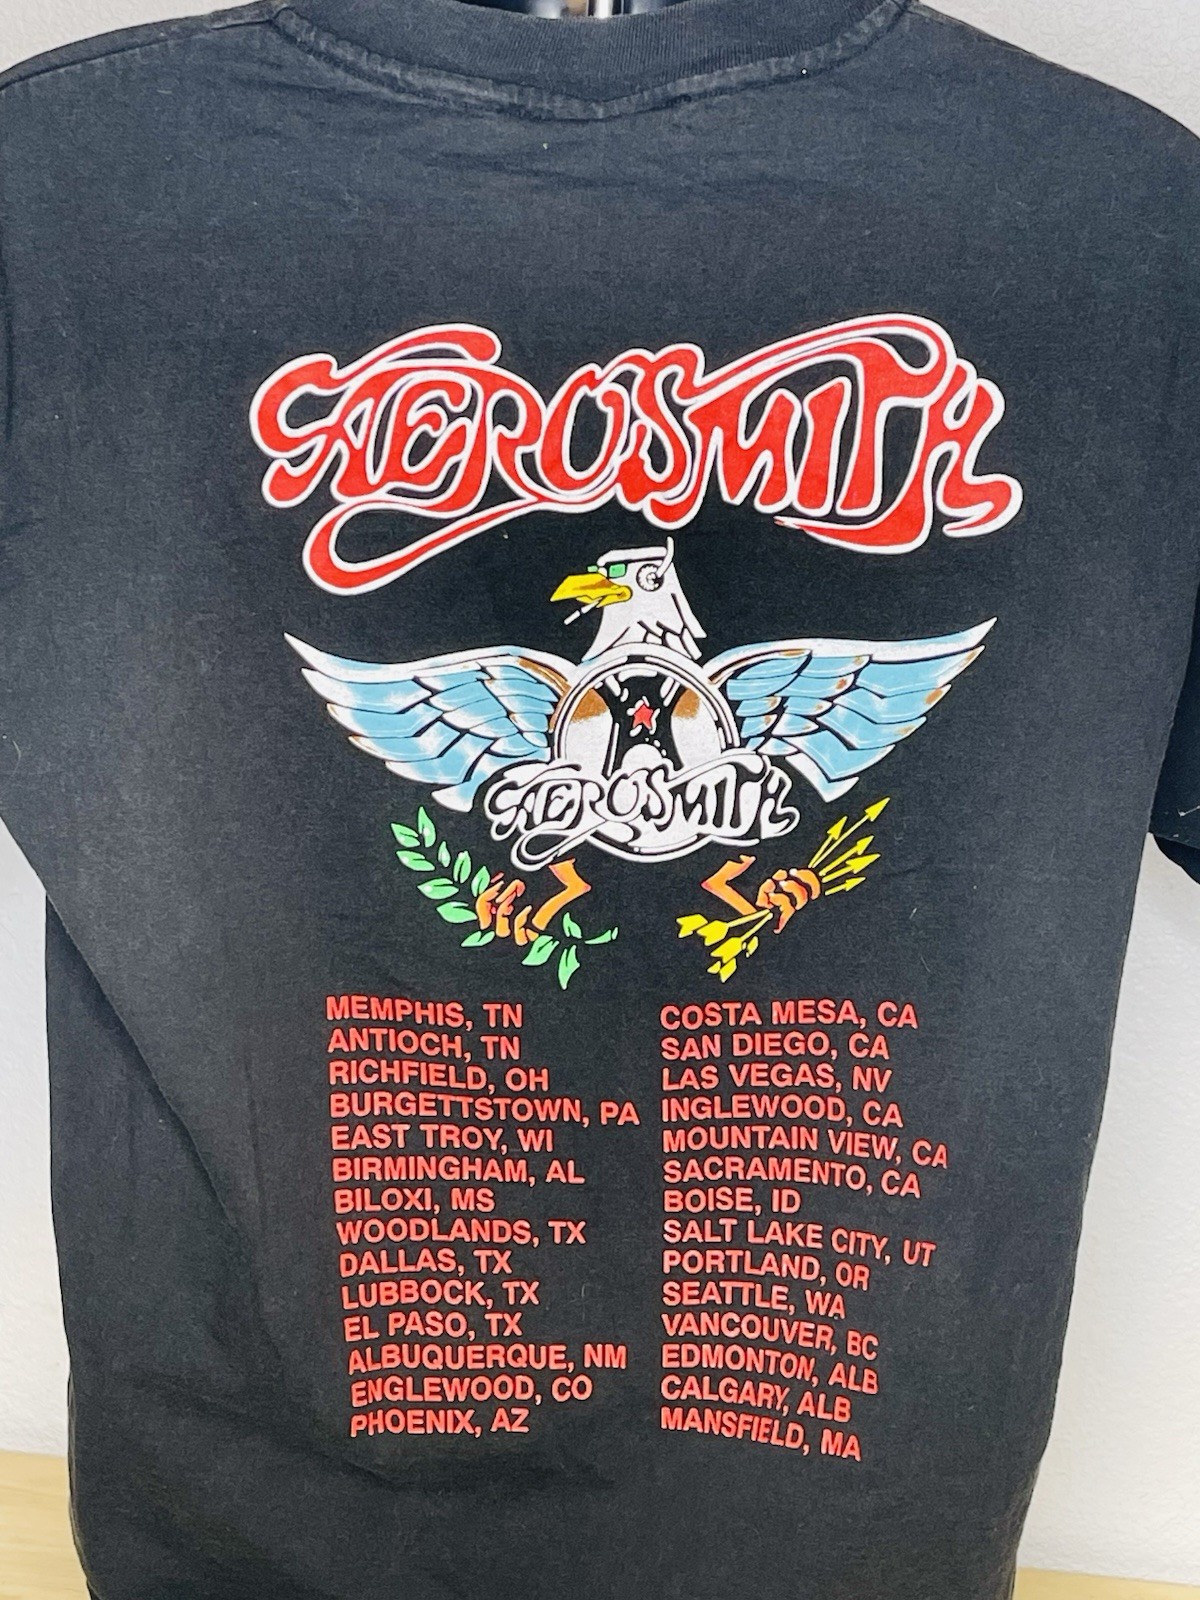 AEROSMITH
AEROSMITH
MEMPHIS, TN
ANTIOCH, TN
RICHFIELD, OH
BURGETTSTOWN, PA
EAST TROY, WI
BIRMINGHAM, AL
BILOXI, MS
WOODLANDS, TX
DALLAS, TX
LUBBOCK, TX
EL PASO, TX
ALBUQUERQUE, NM
ENGLEWOOD, CO
PHOENIX, AZ
COSTA MESA, CA
SAN DIEGO, CA
LAS VEGAS, NV
INGLEWOOD, CA
MOUNTAIN VIEW, CA
SACRAMENTO, CA
BOISE, ID
SALT LAKE CITY, UT
PORTLAND, OR
SEATTLE, WA
VANCOUVER, BC
EDMONTON, ALB
CALGARY, ALB
MANSFIELD, MA